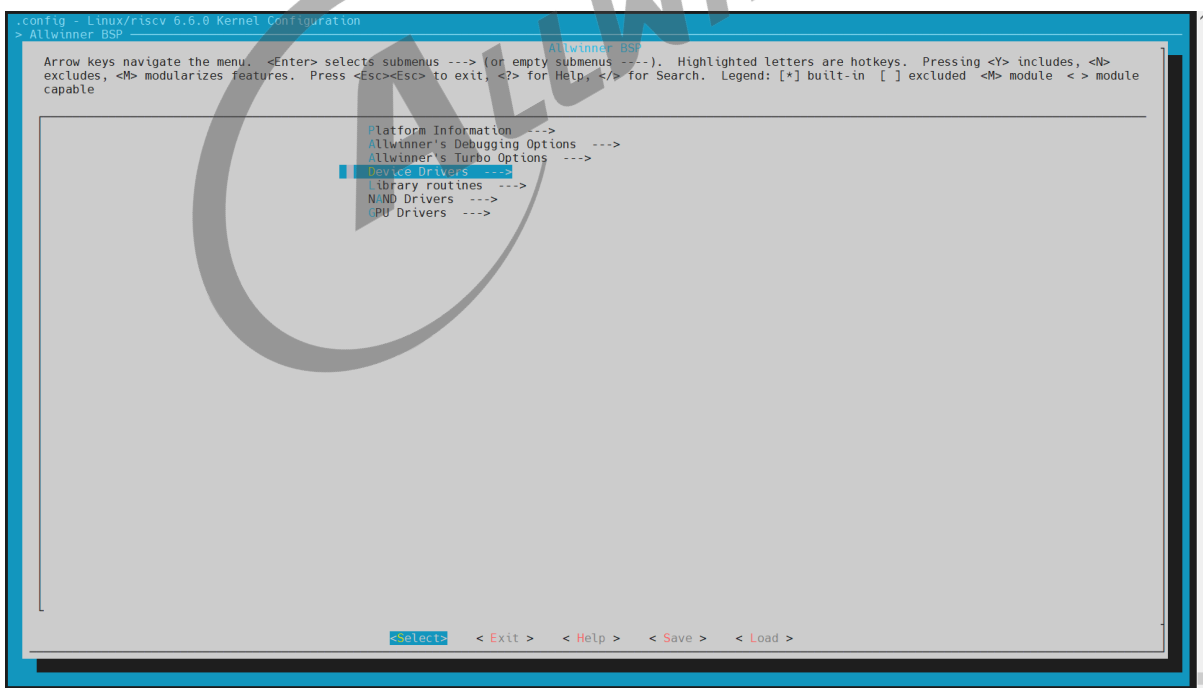 .config - Linux/riscv 6.6.0 Kernel Configuration
> Allwinner BSP
Allwinner BSP
Arrow keys navigate the menu.  <Enter> selects submenus ---> (or empty submenus ----).  Highlighted letters are hotkeys.  Pressing <Y> includes, <N>
excludes, <M> modularizes features.  Press <Esc><Esc> to exit, <?> for Help, </> for Search.  Legend: [*] built-in  [ ] excluded  <M> module  < > module
capable
Platform Information  --->
Allwinner's Debugging Options  --->
Allwinner's Turbo Options  --->
Device Drivers  --->
Library routines  --->
NAND Drivers  --->
GPU Drivers  --->
<Select>    < Exit >    < Help >    < Save >    < Load >